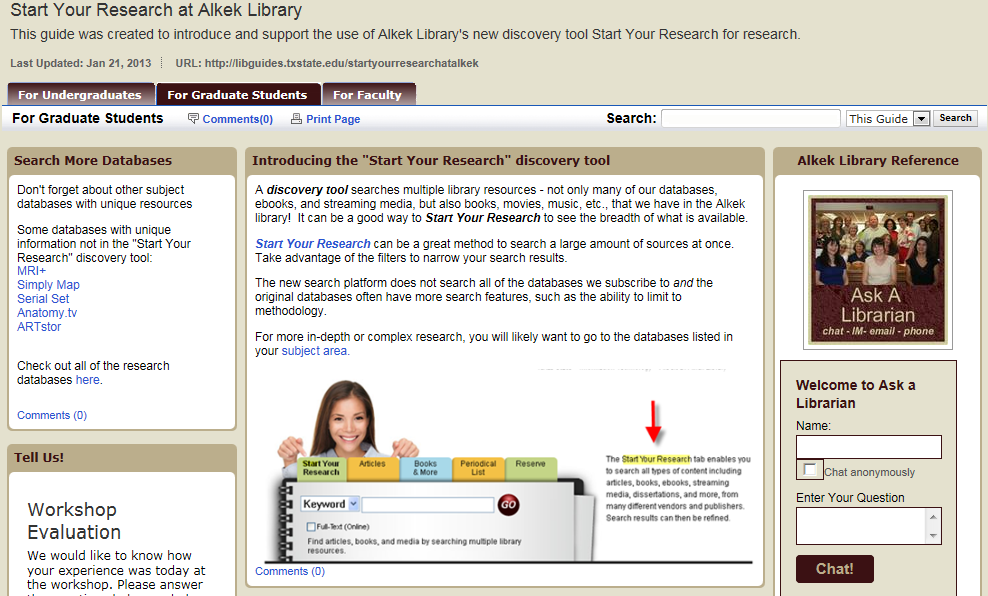 Start Your Research at Alkek Library
This guide was created to introduce and support the use of Alkek Library's new discovery tool Start Your Research for research.
Last Updated: Jan 21, 2013
URL: http://libguides.txstate.edu/startyourresearchatalkek
For Undergraduates
For Graduate Students
For Faculty
For Graduate Students
Comments(0)
Print Page
Search:
This Guide
Search
Search More Databases
Don't forget about other subject
databases with unique resources
Some databases with unique
information not in the "Start Your
Research" discovery tool:
MRI+
Simply Map
Serial Set
Anatomy.tv
ARTstor
Check out all of the research
databases here.
Comments (0)
Tell Us!
Workshop
Evaluation
We would like to know how
your experience was today at
the workshop. Please answer
Introducing the "Start Your Research" discovery tool
A discovery tool searches multiple library resources - not only many of our databases,
ebooks, and streaming media, but also books, movies, music, etc., that we have in the Alkek
library! It can be a good way to Start Your Research to see the breadth of what is available.
Start Your Research can be a great method to search a large amount of sources at once.
Take advantage of the filters to narrow your search results.
The new search platform does not search all of the databases we subscribe to and the
original databases often have more search features, such as the ability to limit to
methodology.
For more in-depth or complex research, you will likely want to go to the databases listed in
your subject area.
Start Your
Research
Articles
Books
& More
Periodical
List
Reserve
Keyword
GO
Full-Text (Online)
Find articles, books, and media by searching multiple library
resources.
The Start Your Research tab enables you
to search all types of content including
articles, books, ebooks, streaming
media, dissertations, and more, from
many different vendors and publishers.
Search results can then be refined.
Comments (0)
Alkek Library Reference
Ask A
Librarian
chat - IM- email - phone
Welcome to Ask a
Librarian
Name:
Chat anonymously
Enter Your Question
Chat!